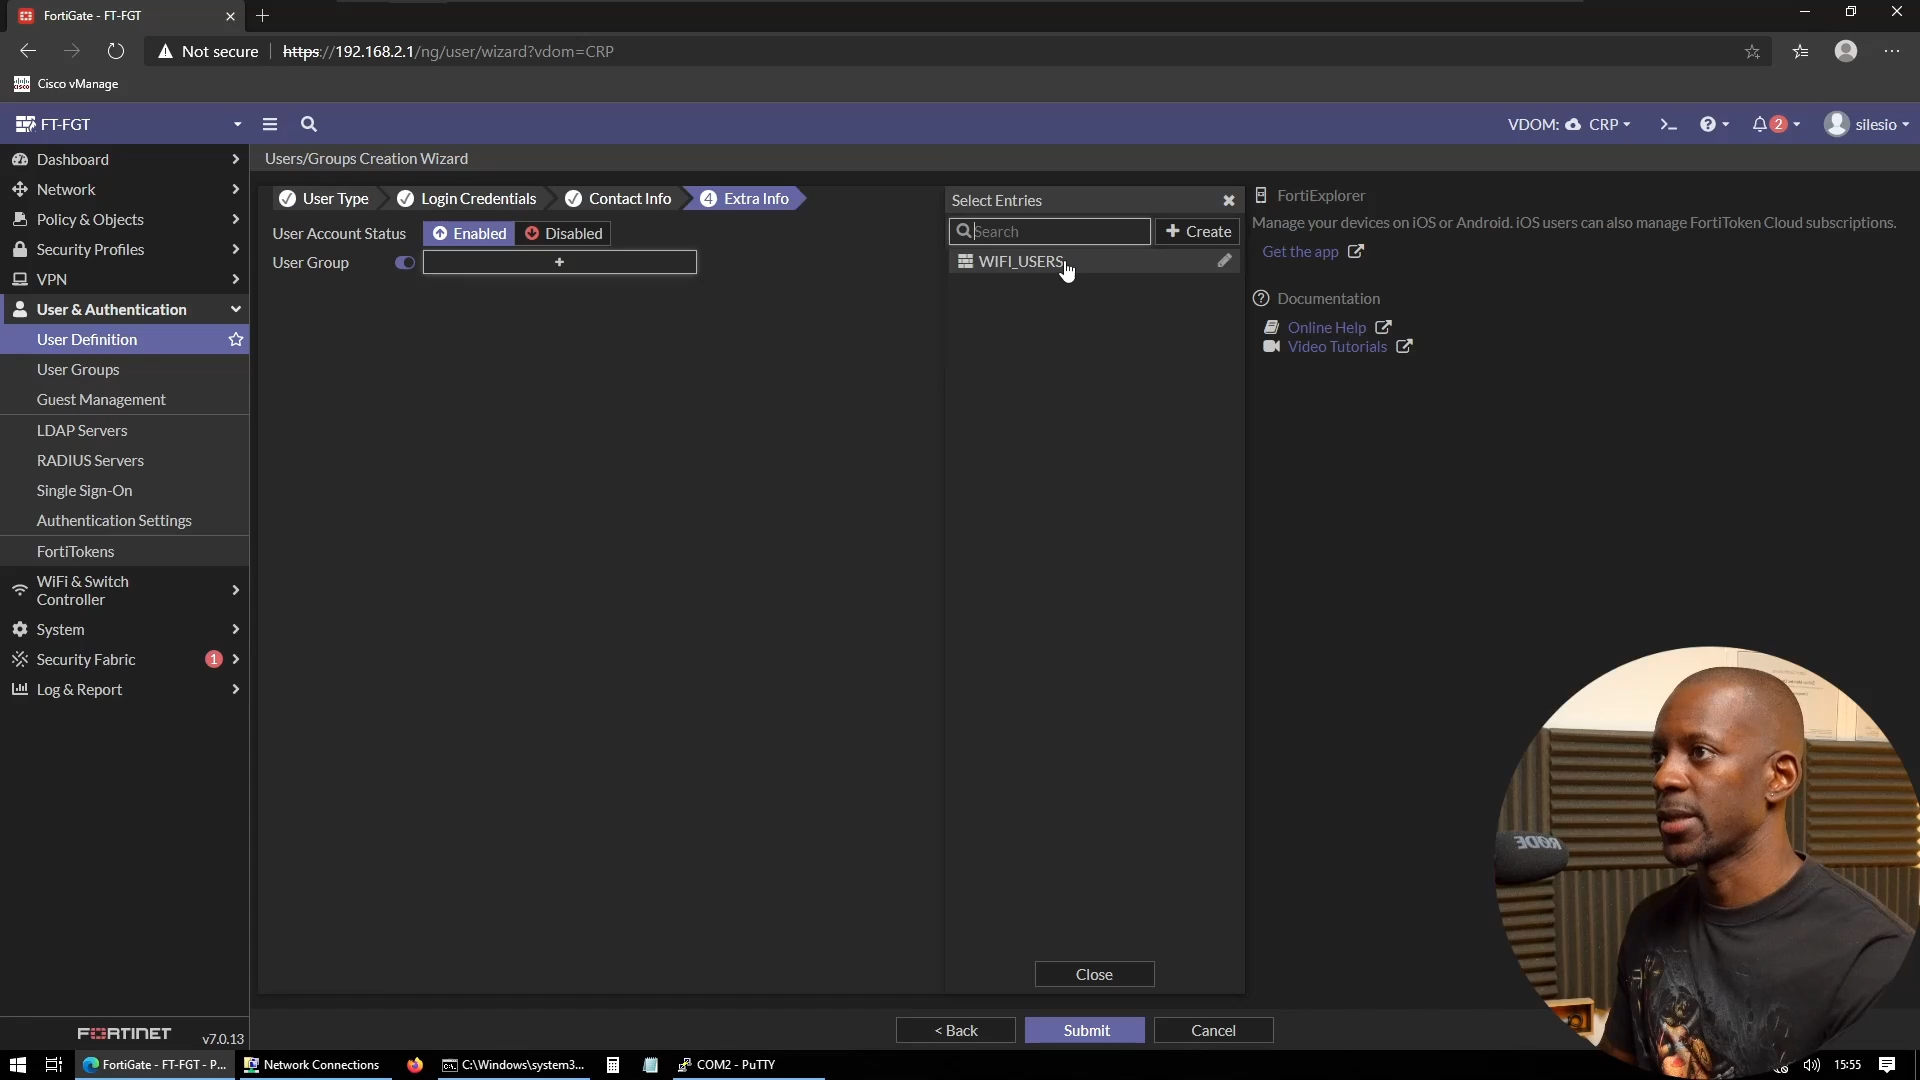 FortiGate - FT-FGT
Not secure
https://192.168.2.1/ng/user/wizard?vdom=CRP
Cisco vManage
FT-FGT
VDOM: CRP
2
silesio
Dashboard
Network
Policy & Objects
Security Profiles
VPN
User & Authentication
User Definition
User Groups
Guest Management
LDAP Servers
RADIUS Servers
Single Sign-On
Authentication Settings
FortiTokens
WiFi & Switch
Controller
System
Security Fabric 1
Log & Report
FORTINET v7.0.13
Users/Groups Creation Wizard
User Type
Login Credentials
Contact Info
4 Extra Info
User Account Status Enabled Disabled
User Group
Select Entries
Search
Create
WIFI_USERS
Close
< Back
Submit
Cancel
FortiExplorer
Manage your devices on iOS or Android. iOS users can also manage FortiToken Cloud subscriptions.
Get the app
Documentation
Online Help
Video Tutorials
RØDE
FortiGate - FT-FGT - P...
Network Connections
C:\Windows\system3...
COM2 - PuTTY
15:55